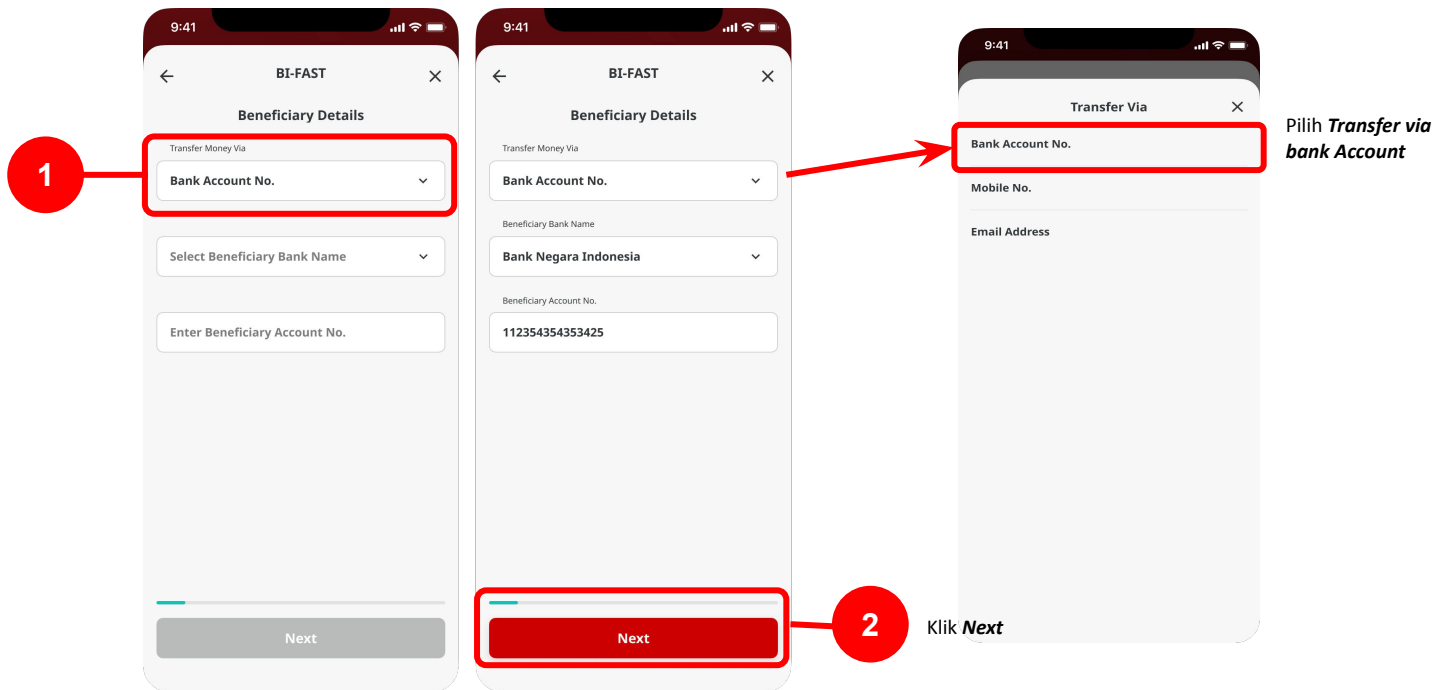 9:41
BI-FAST
Beneficiary Details
Transfer Money Via
Bank Account No.
Select Beneficiary Bank Name
Enter Beneficiary Account No.
Next
1
9:41
BI-FAST
Beneficiary Details
Transfer Money Via
Bank Account No.
Beneficiary Bank Name
Bank Negara Indonesia
Beneficiary Account No.
112354354353425
Next
2
Klik Next
9:41
Transfer Via
Bank Account No.
Mobile No.
Email Address
Pilih Transfer via
bank Account